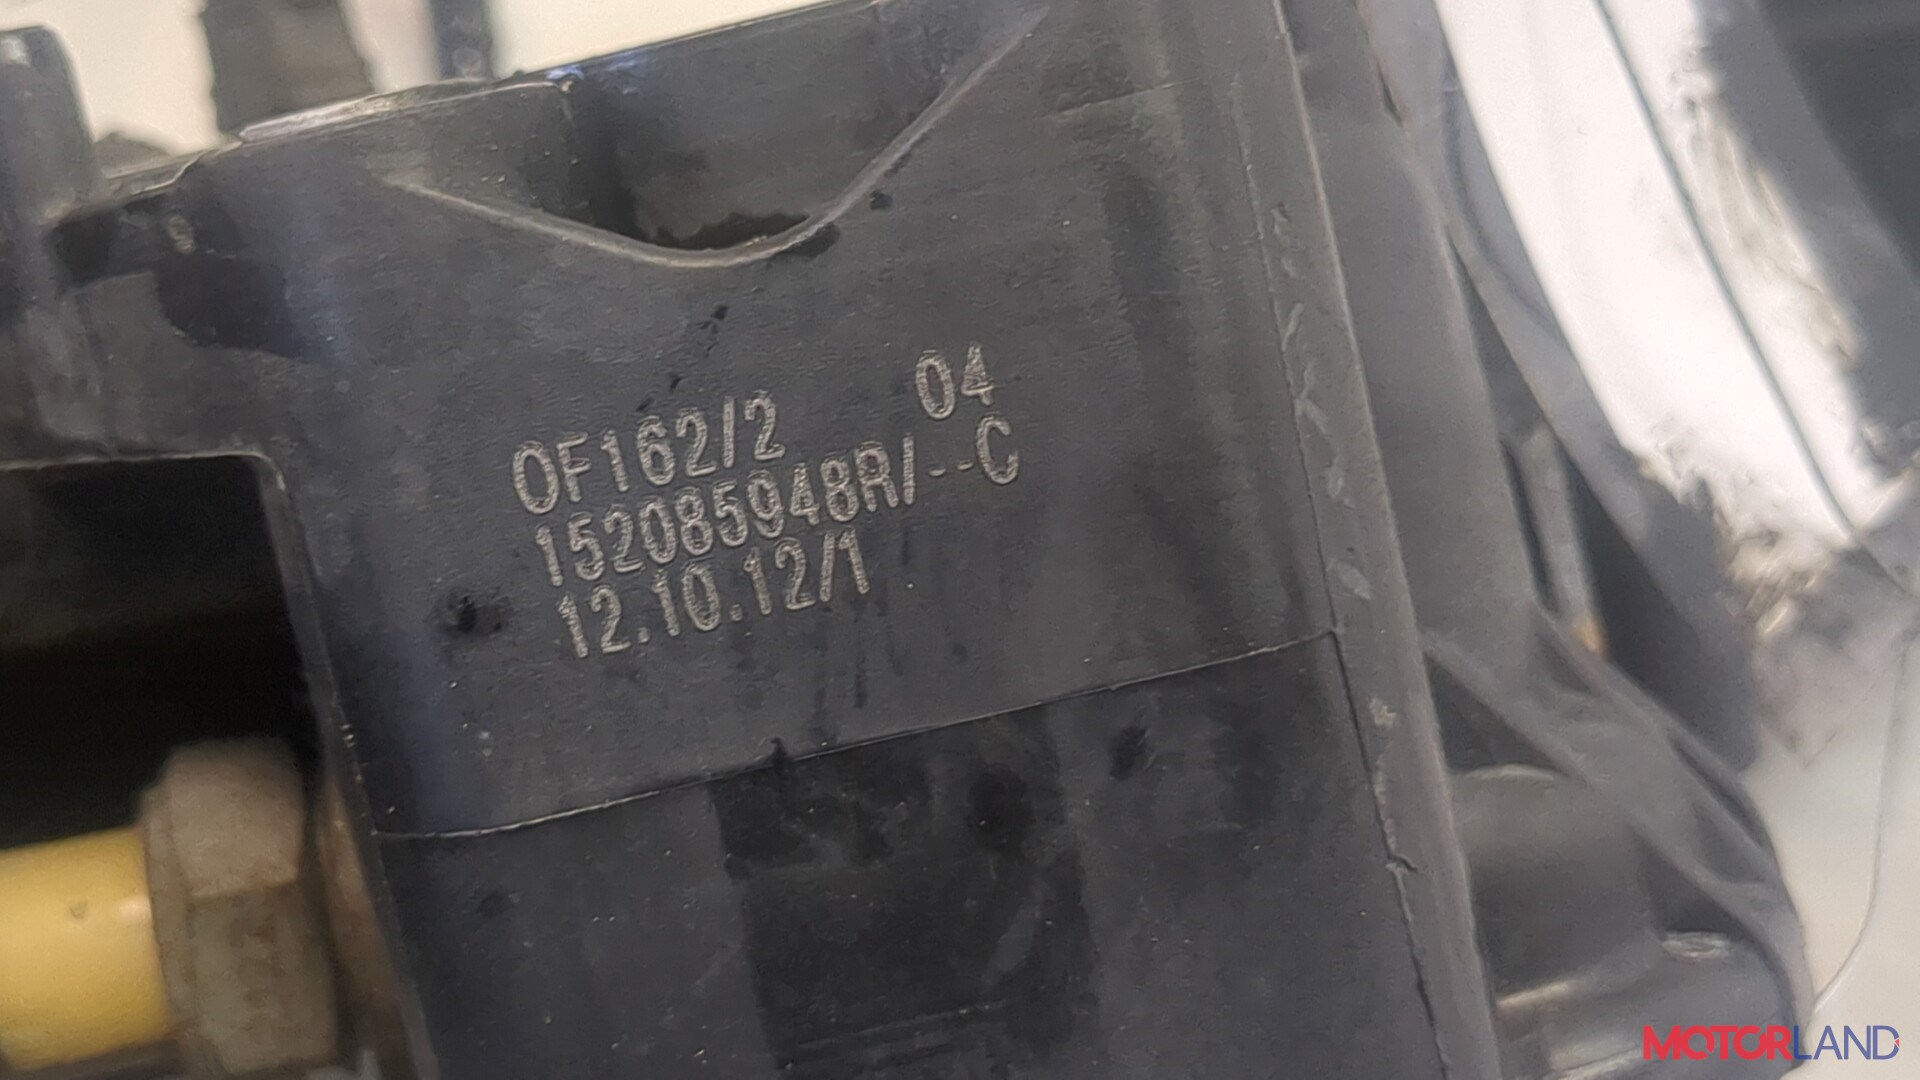 OF162/2 04
152085948R/--C
12.10.12/1
MOTORLAND